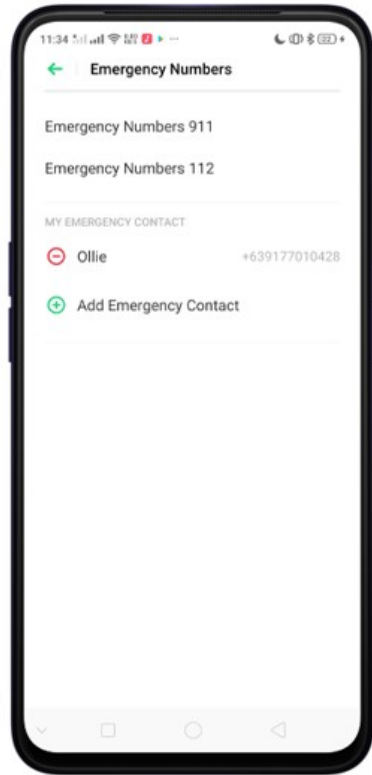 11:34
Emergency Numbers
Emergency Numbers 911
Emergency Numbers 112
MY EMERGENCY CONTACT
Ollie +639177010428
Add Emergency Contact